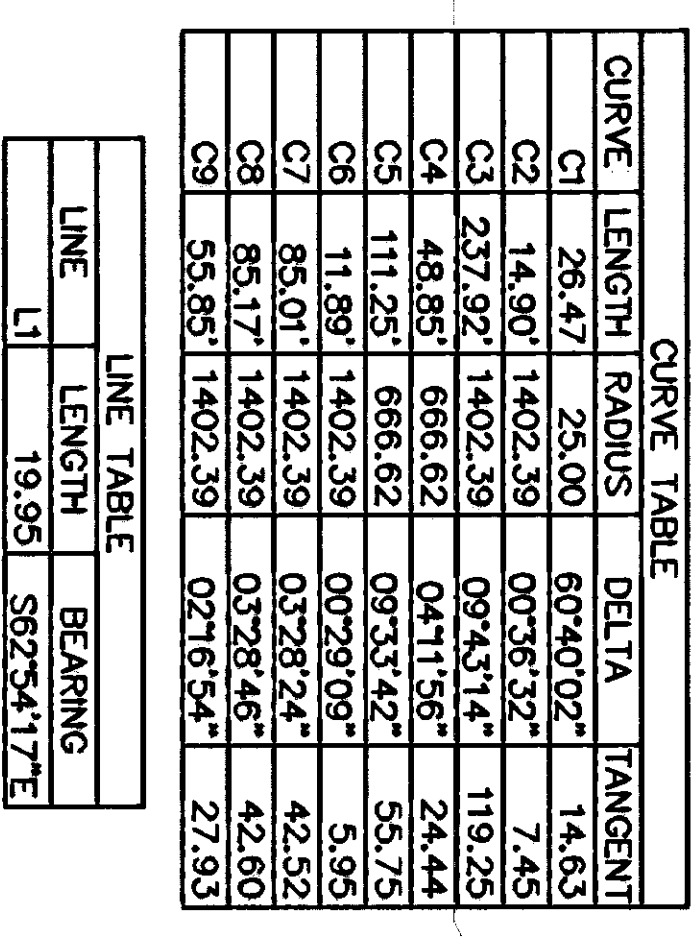 CURVE TABLE
CURVE LENGTH RADIUS DELTA TANGENT
C1 26.47 25.00 60°40'02" 14.63
C2 14.90' 1402.39 00°36'32" 7.45
C3 237.92' 1402.39 09°43'14" 119.25
C4 48.85' 666.62 04°11'56" 24.44
C5 111.25' 666.62 09°33'42" 55.75
C6 11.89' 1402.39 00°29'09" 5.95
C7 85.01' 1402.39 03°28'24" 42.52
C8 85.17' 1402.39 03°28'46" 42.60
C9 55.85' 1402.39 02°16'54" 27.93
LINE TABLE
LINE LENGTH BEARING
L1 19.95 S62°54'17"E